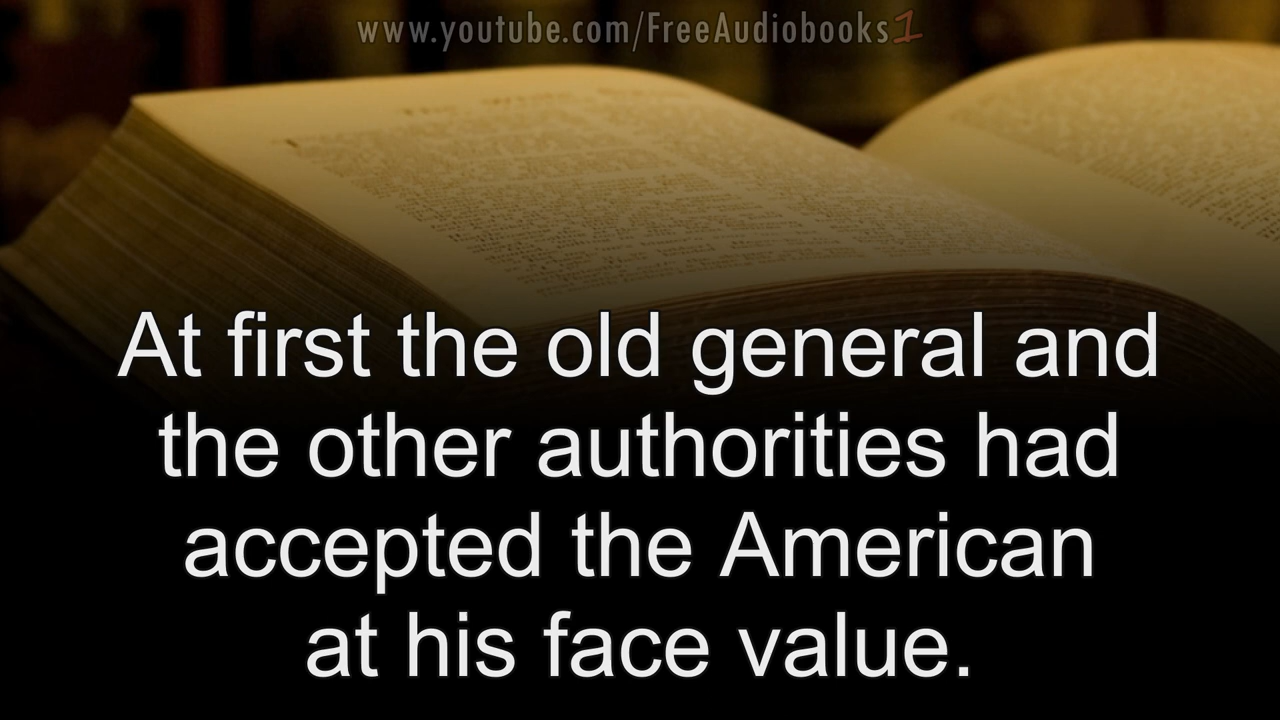 www.youtube.com/FreeAudiobooks1
At first the old general and
the other authorities had
accepted the American
at his face value.